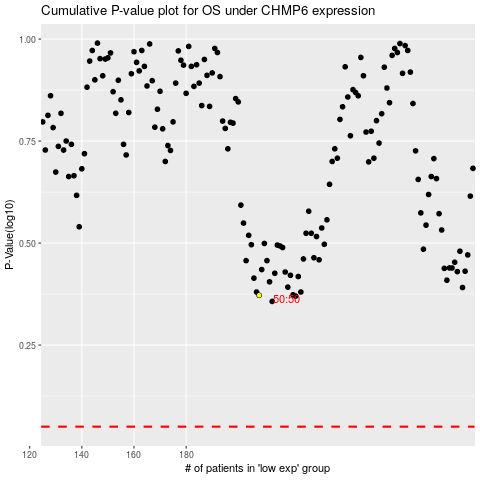 Cumulative P-value plot for OS under CHMP6 expression
P-Value(log10)
1.00
0.75
0.50
0.25
50:50
120 140 160 180
# of patients in 'low exp' group